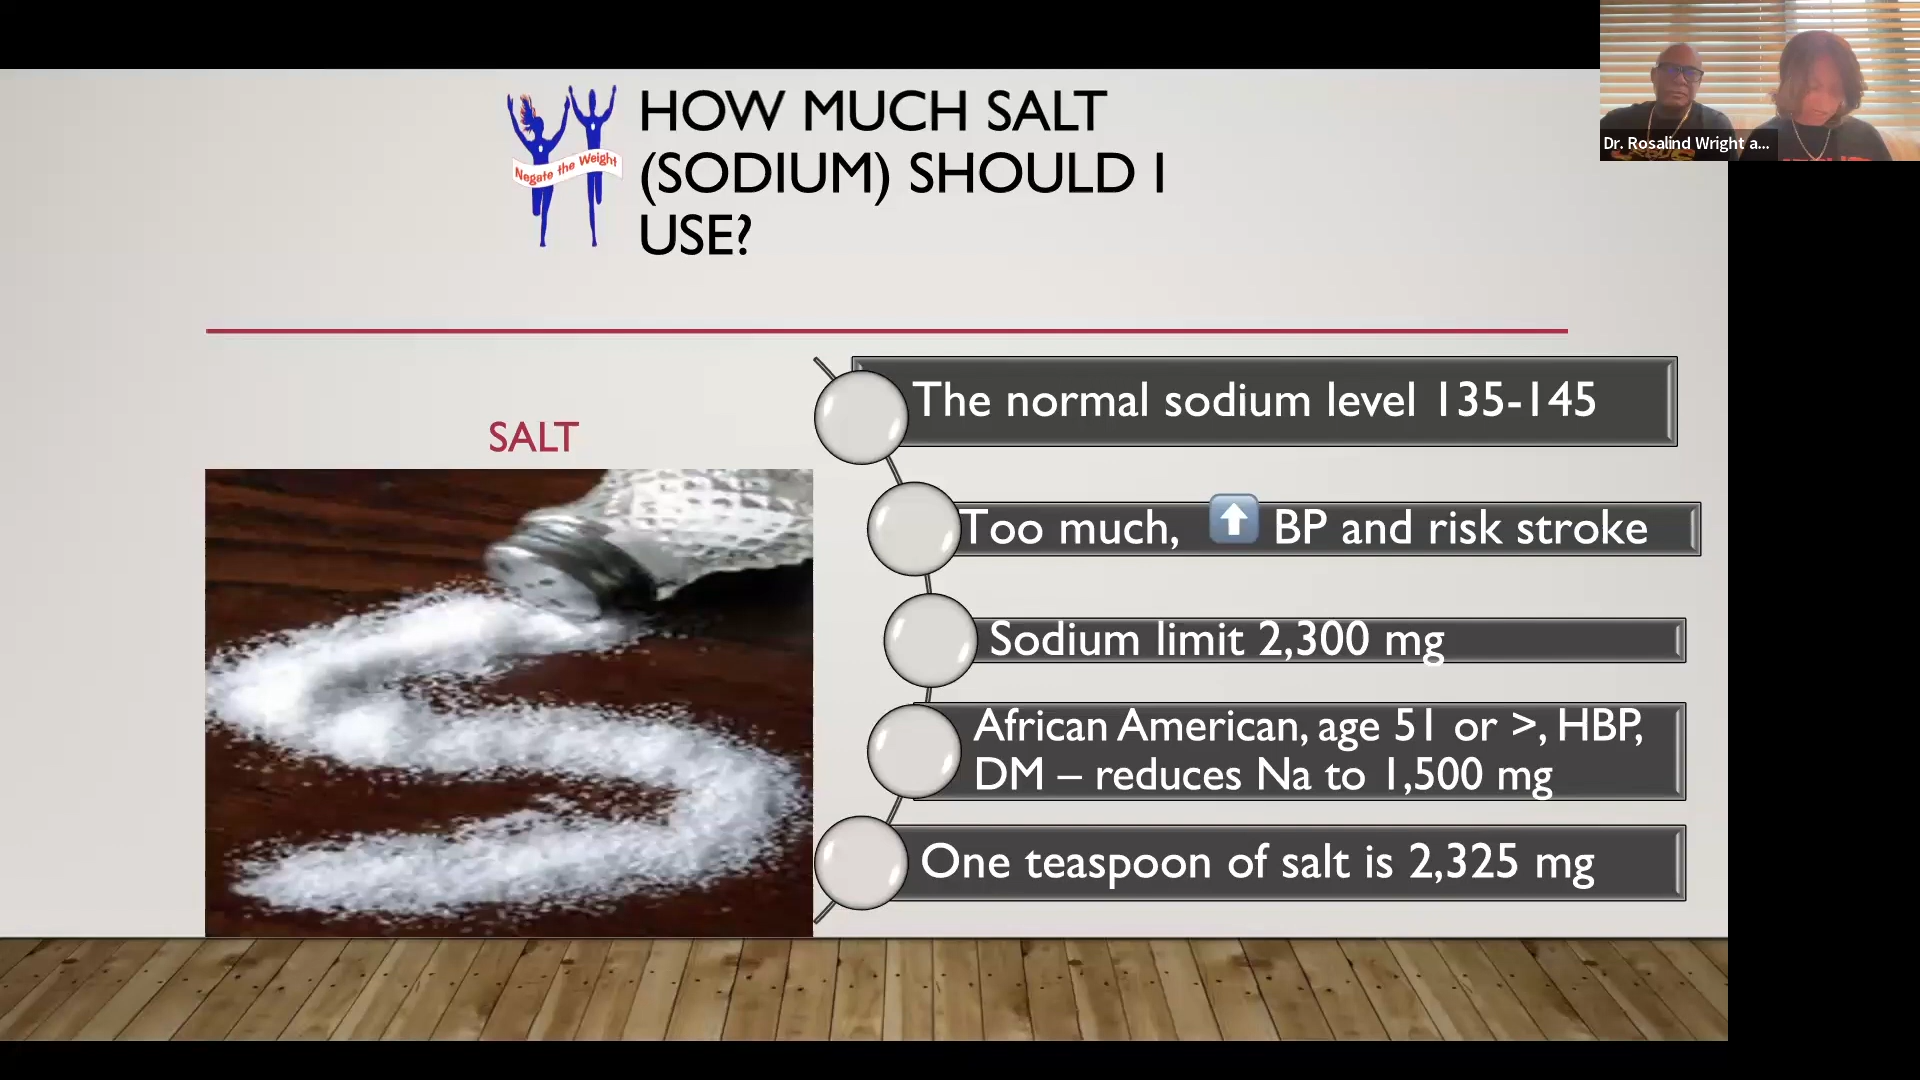 HOW MUCH SALT
(SODIUM) SHOULD I
USE?
Negate the Weight
Dr. Rosalind Wright a...
SALT
The normal sodium level 135-145
Too much, ⬆️ BP and risk stroke
Sodium limit 2,300 mg
African American, age 51 or >, HBP,
DM – reduces Na to 1,500 mg
One teaspoon of salt is 2,325 mg